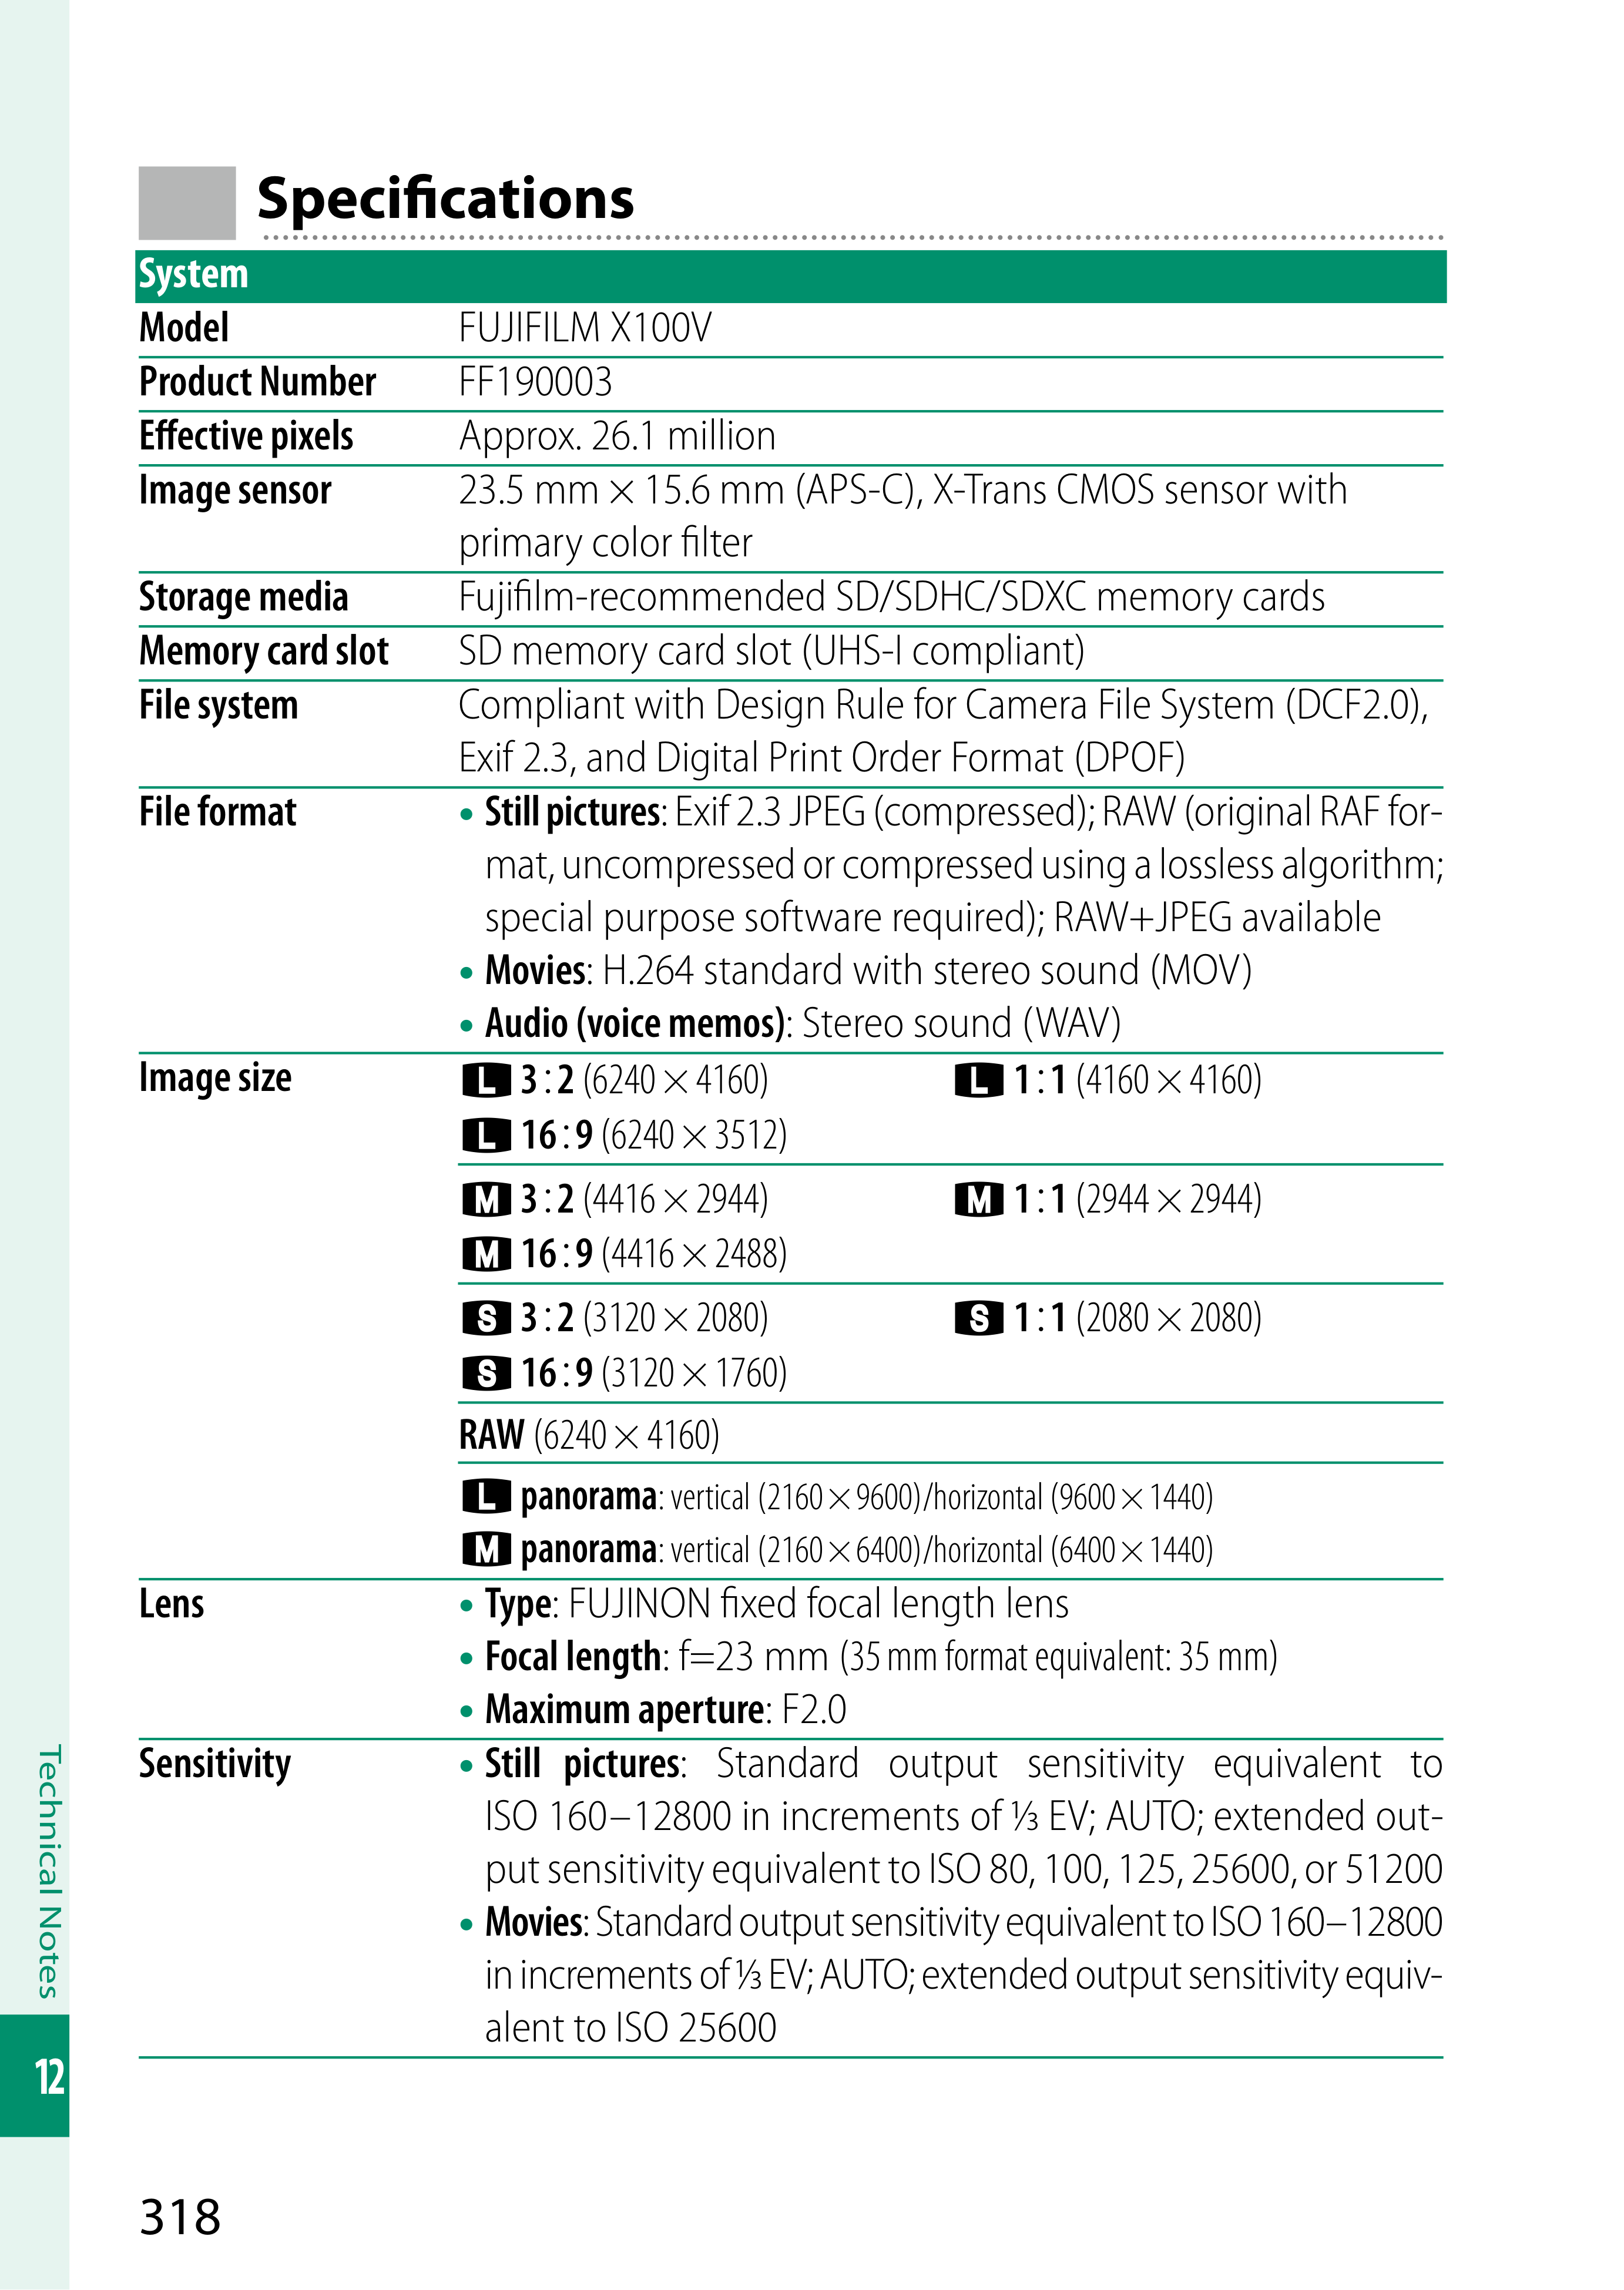 Specifications
System
Model FUJIFILM X100V
Product Number FF190003
Effective pixels Approx. 26.1 million
Image sensor 23.5 mm × 15.6 mm (APS-C), X-Trans CMOS sensor with
primary color filter
Storage media Fujifilm-recommended SD/SDHC/SDXC memory cards
Memory card slot SD memory card slot (UHS-I compliant)
File system Compliant with Design Rule for Camera File System (DCF2.0),
Exif 2.3, and Digital Print Order Format (DPOF)
File format • Still pictures: Exif 2.3 JPEG (compressed); RAW (original RAF for-
mat, uncompressed or compressed using a lossless algorithm;
special purpose software required); RAW+JPEG available
• Movies: H.264 standard with stereo sound (MOV)
• Audio (voice memos): Stereo sound (WAV)
Image size L 3:2 (6240 × 4160) L 1:1 (4160 × 4160)
L 16:9 (6240 × 3512)
M 3:2 (4416 × 2944) M 1:1 (2944 × 2944)
M 16:9 (4416 × 2488)
S 3:2 (3120 × 2080) S 1:1 (2080 × 2080)
S 16:9 (3120 × 1760)
RAW (6240 × 4160)
L panorama: vertical (2160 × 9600)/horizontal (9600 × 1440)
M panorama: vertical (2160 × 6400)/horizontal (6400 × 1440)
Lens • Type: FUJINON fixed focal length lens
• Focal length: f=23 mm (35 mm format equivalent: 35 mm)
• Maximum aperture: F2.0
Sensitivity • Still pictures: Standard output sensitivity equivalent to
ISO 160–12800 in increments of ⅓ EV; AUTO; extended out-
put sensitivity equivalent to ISO 80, 100, 125, 25600, or 51200
• Movies: Standard output sensitivity equivalent to ISO 160–12800
in increments of ⅓ EV; AUTO; extended output sensitivity equiv-
alent to ISO 25600
Technical Notes
12
318